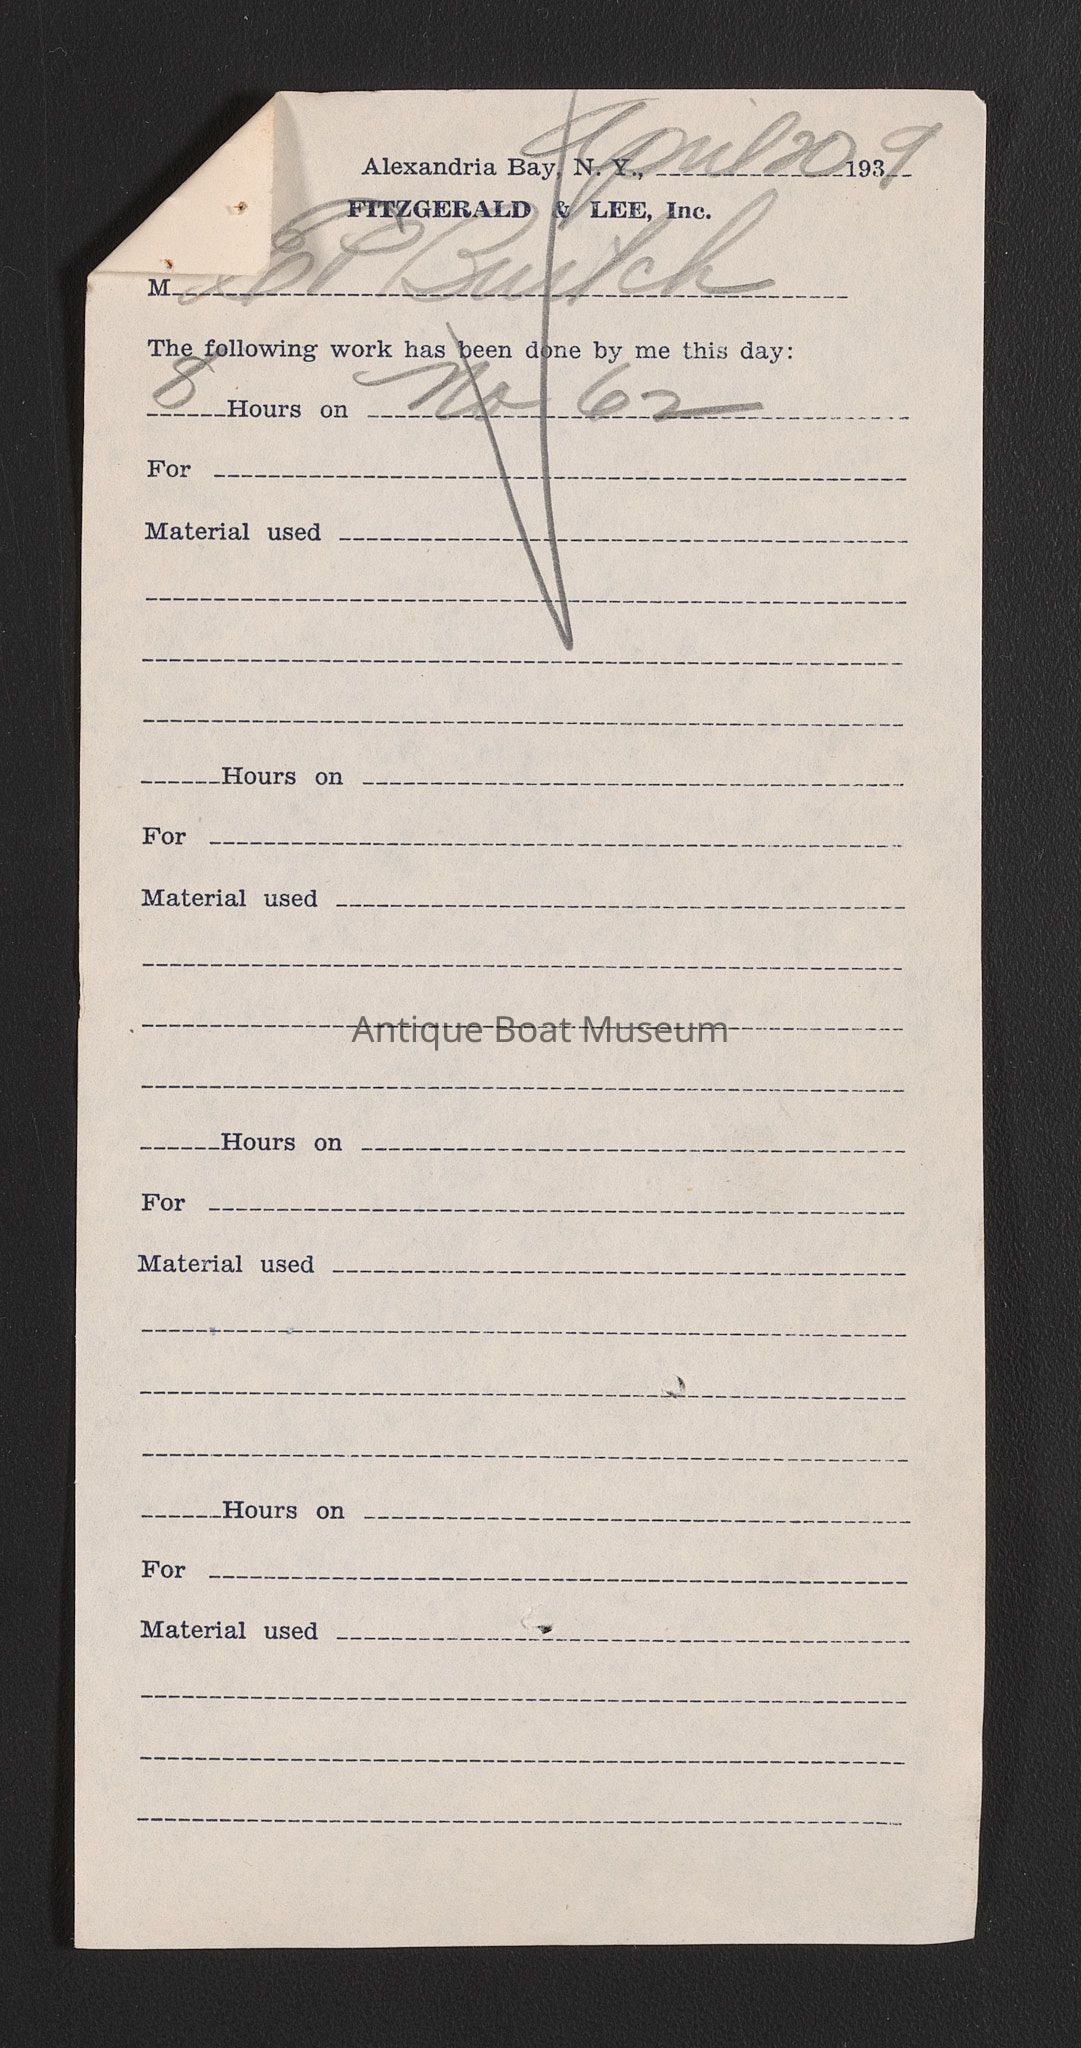 Alexandria Bay, N. Y., April 20 1939
FITZGERALD & LEE, Inc.
M
The following work has been done by me this day:
8 Hours on No 62
For
Material used
Hours on
For
Material used
Antique Boat Museum
Hours on
For
Material used
Hours on
For
Material used